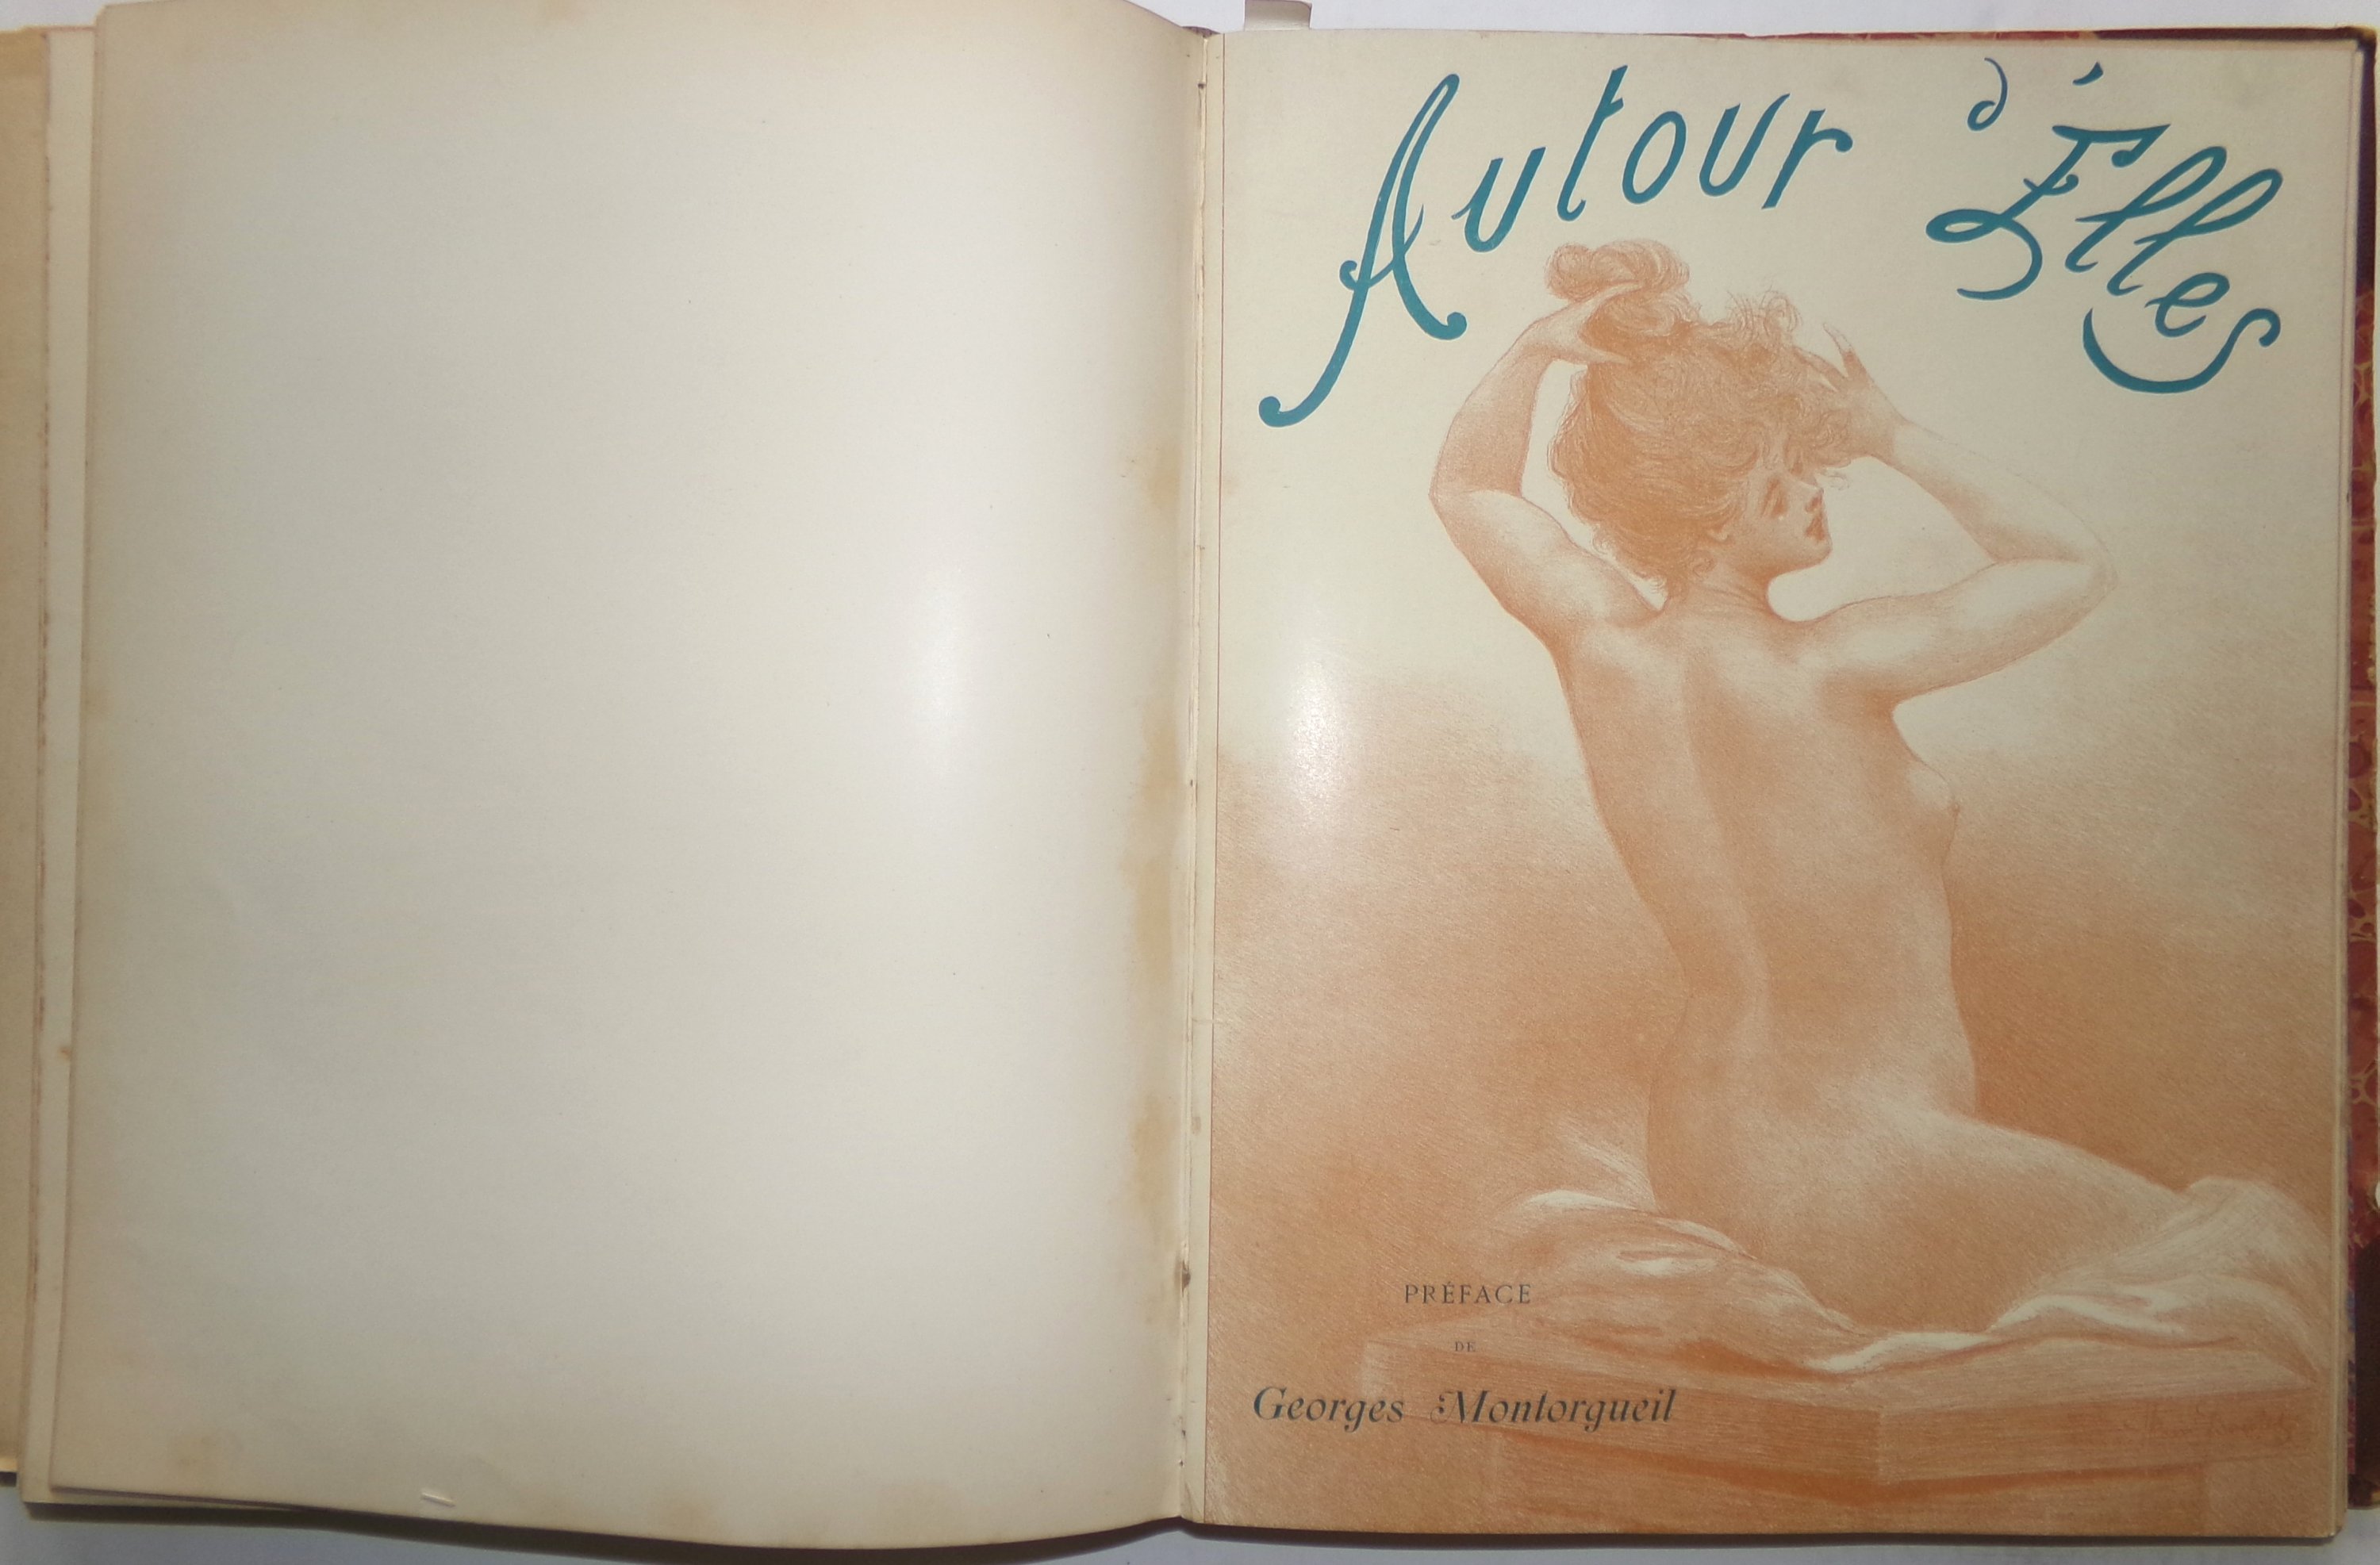 Autour d'Elles
PRÉFACE
DE
Georges Montorgueil